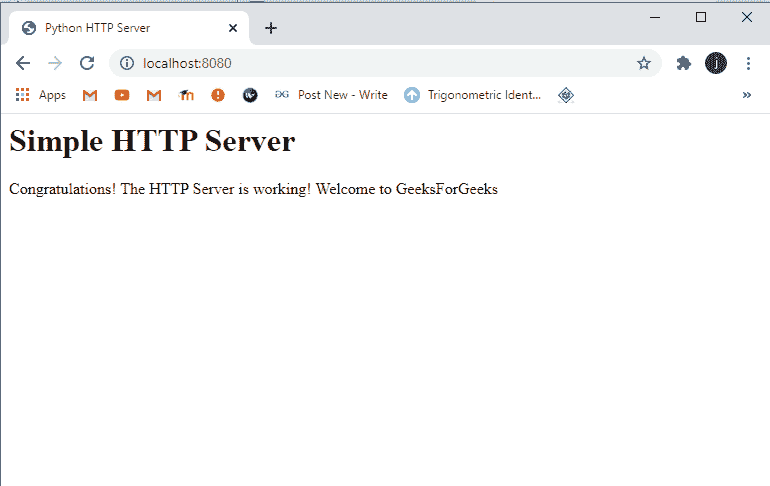 Python HTTP Server
localhost:8080
Apps
Post New - Write
Trigonometric Ident...
Simple HTTP Server
Congratulations! The HTTP Server is working! Welcome to GeeksForGeeks